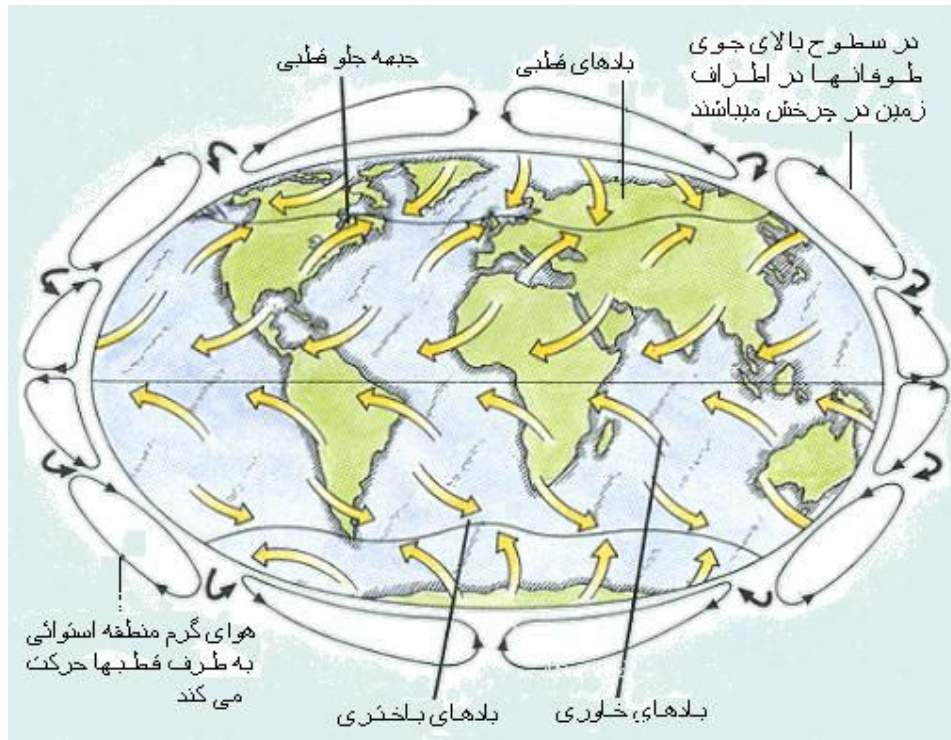 در سطوح بالای جوی
طوفانها در اطراف
زمین در چرخش میباشند
بادهای قطبی
جبهه جلو قطبی
هوای گرم منطقه استوائی
به طرف قطبها حرکت
می کند
بادهای باختری
بادهای خاوری